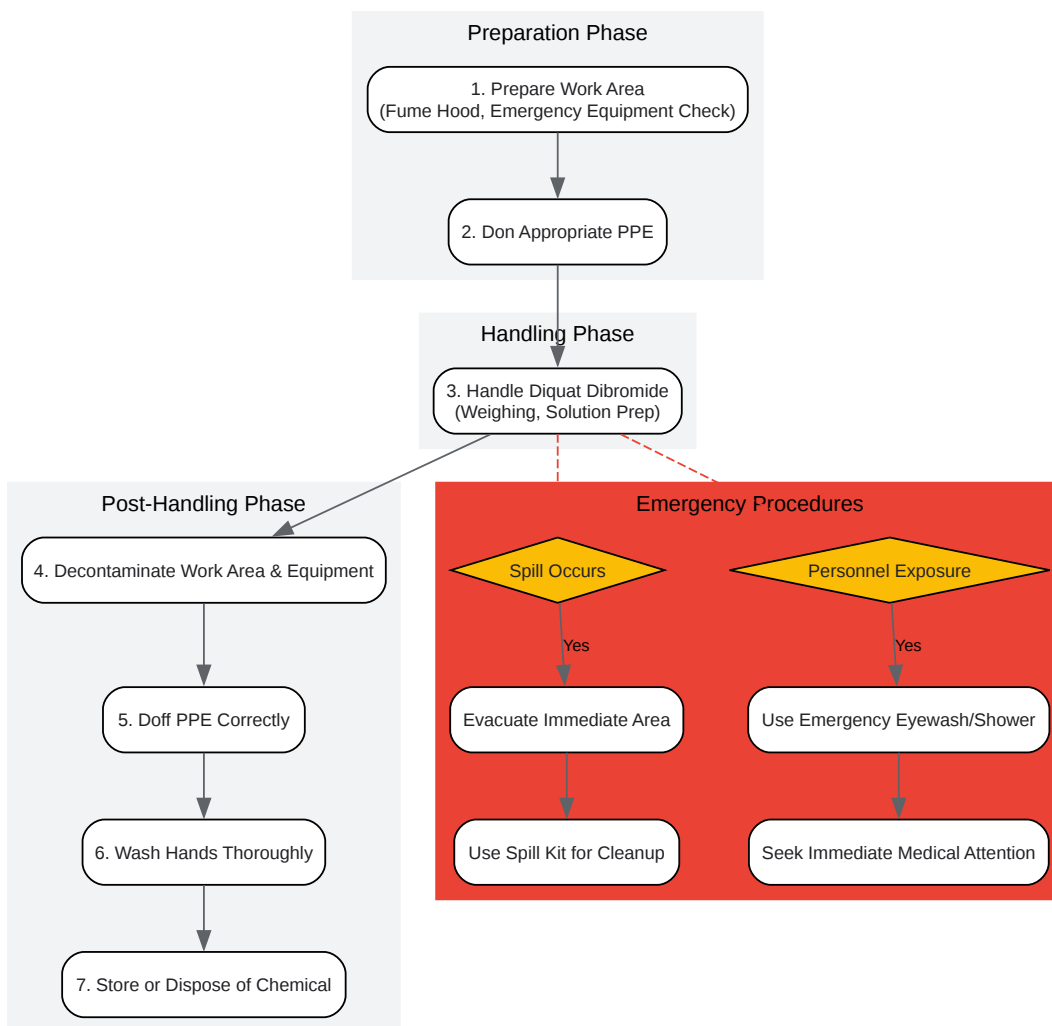 Preparation Phase
1. Prepare Work Area
(Fume Hood, Emergency Equipment Check)
2. Don Appropriate PPE
Handling Phase
3. Handle Diquat Dibromide
(Weighing, Solution Prep)
Post-Handling Phase
4. Decontaminate Work Area & Equipment
5. Doff PPE Correctly
6. Wash Hands Thoroughly
7. Store or Dispose of Chemical
Emergency Procedures
Spill Occurs
Yes
Evacuate Immediate Area
Use Spill Kit for Cleanup
Personnel Exposure
Yes
Use Emergency Eyewash/Shower
Seek Immediate Medical Attention